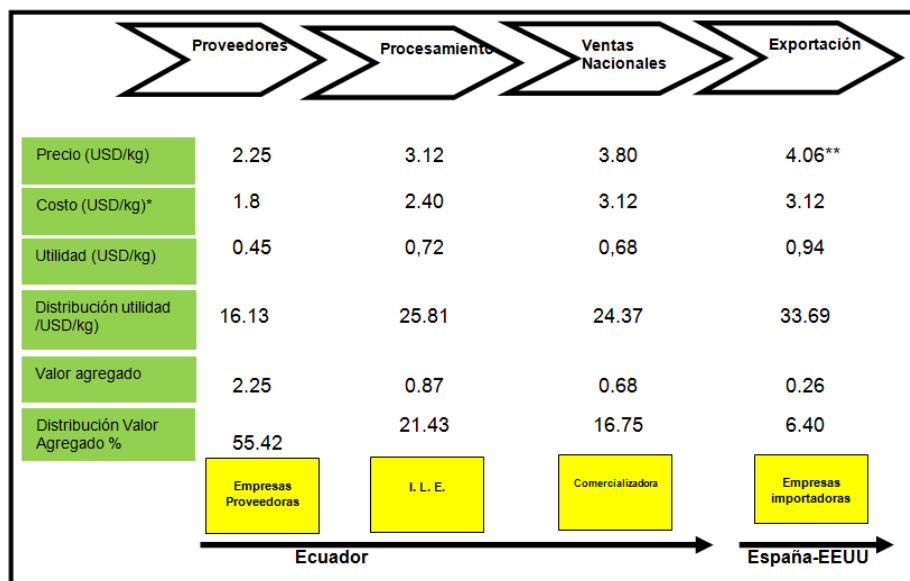 Proveedores
Procesamiento
Ventas
Nacionales
Exportación
Precio (USD/kg)
2.25
3.12
3.80
4.06**
Costo (USD/kg)*
1.8
2.40
3.12
3.12
Utilidad (USD/kg)
0.45
0,72
0,68
0,94
Distribución utilidad
/USD/kg)
16.13
25.81
24.37
33.69
Valor agregado
2.25
0.87
0.68
0.26
Distribución Valor
Agregado %
55.42
21.43
16.75
6.40
Empresas
Proveedoras
I. L. E.
Comercializadora
Empresas
importadoras
Ecuador
España-EEUU